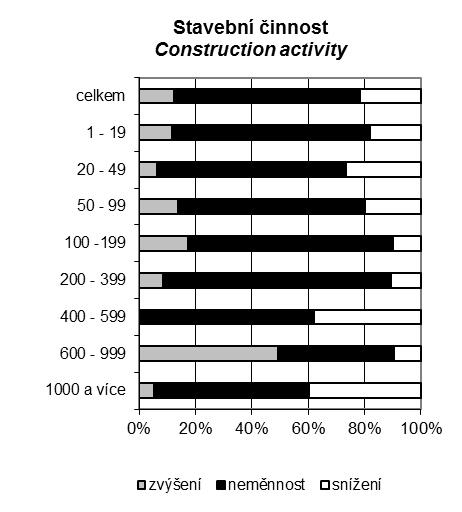 Stavební činnost
Construction activity
celkem
1 - 19
20 - 49
50 - 99
100 -199
200 - 399
400 - 599
600 - 999
1000 a více
0% 20% 40% 60% 80% 100%
zvýšení neměnnost snížení